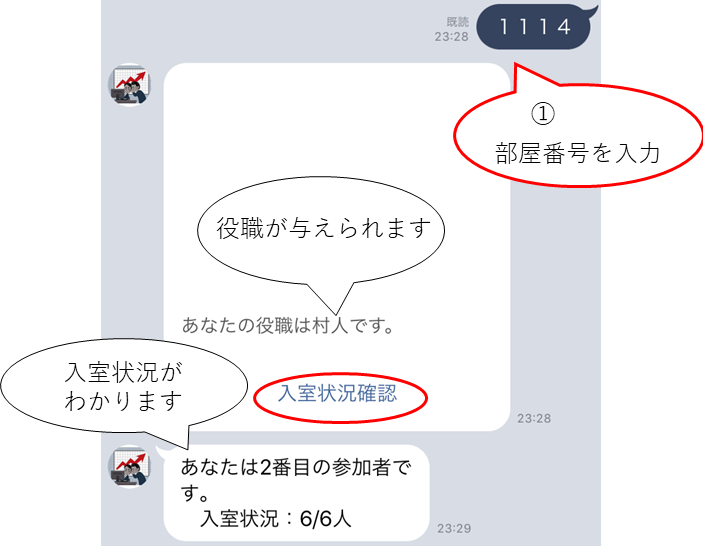 既読
23:28
１１１４
①
部屋番号を入力
役職が与えられます
あなたの役職は村人です。
入室状況が
わかります
入室状況確認
23:28
あなたは2番目の参加者で
す。
入室状況：6/6人
23:29